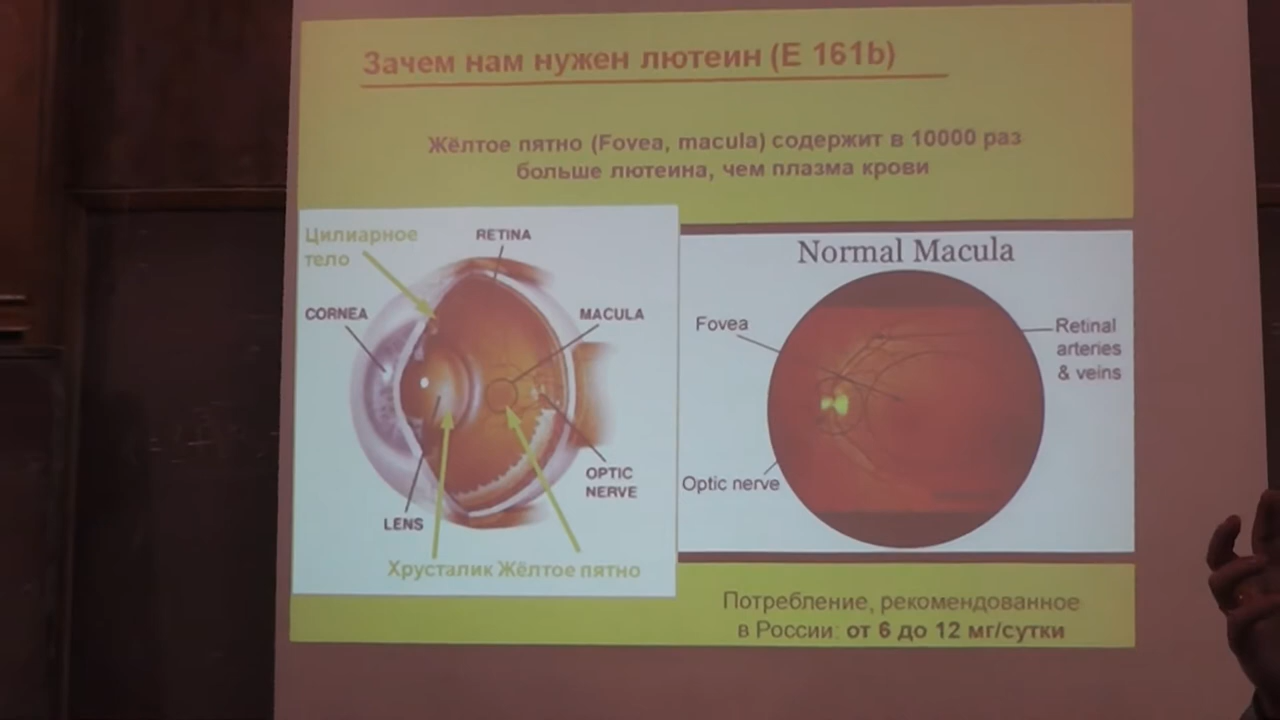 Зачем нам нужен лютеин (E 161b)
Жёлтое пятно (Fovea, macula) содержит в 10000 раз
больше лютеина, чем плазма крови
Цилиарное
тело
RETINA
CORNEA
MACULA
OPTIC
NERVE
LENS
Хрусталик Жёлтое пятно
Normal Macula
Fovea
Retinal
arteries
& veins
Optic nerve
Потребление, рекомендованное
в России: от 6 до 12 мг/сутки